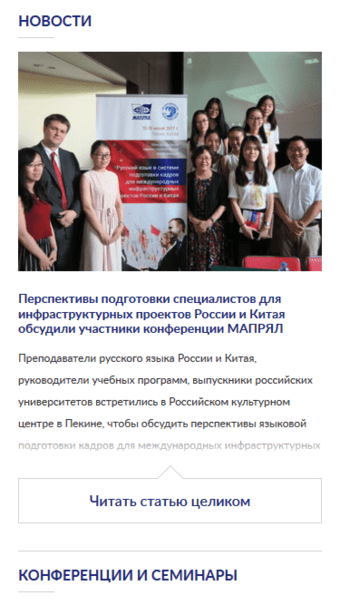 НОВОСТИ
МАПРЯЛ
Русский язык в системе
подготовки кадров
для международных
инфраструктурных
проектов России и Китая
Перспективы подготовки специалистов для
инфраструктурных проектов России и Китая
обсудили участники конференции МАПРЯЛ
Преподаватели русского языка России и Китая,
руководители учебных программ, выпускники российских
университетов встретились в Российском культурном
центре в Пекине, чтобы обсудить перспективы языковой
подготовки кадров для международных инфраструктурных
Читать статью целиком
КОНФЕРЕНЦИИ И СЕМИНАРЫ